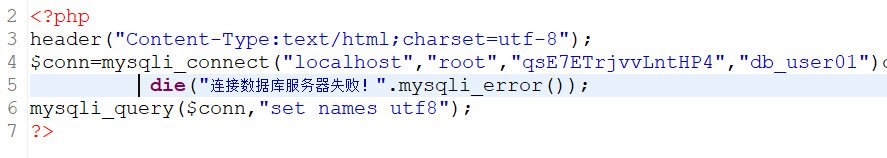 2 <?php
3 header("Content-Type:text/html;charset=utf-8");
4 $conn=mysqli_connect("localhost","root","qsE7ETrjvvLntHP4","db_user01")
5 die("连接数据库服务器失败！".mysqli_error());
6 mysqli_query($conn,"set names utf8");
7 ?>